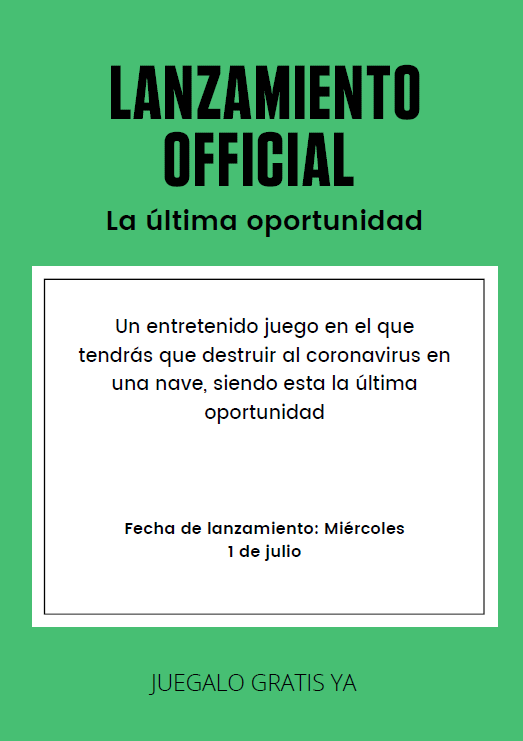 LANZAMIENTO
OFFICIAL
La última oportunidad
Un entretenido juego en el que
tendrás que destruir al coronavirus en
una nave, siendo esta la última
oportunidad
Fecha de lanzamiento: Miércoles
1 de julio
JUEGALO GRATIS YA